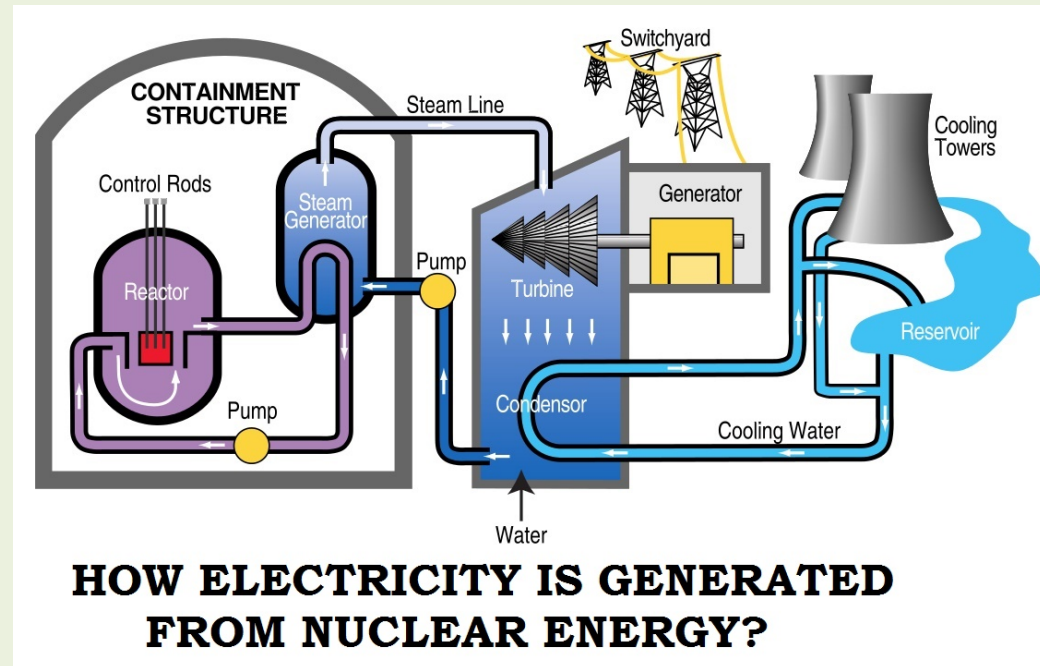 Switchyard
CONTAINMENT
STRUCTURE
Steam Line
Cooling
Towers
Control Rods
Steam
Generator
Generator
Pump
Reactor
Turbine
Reservoir
Pump
Condensor
Cooling Water
Water
HOW ELECTRICITY IS GENERATED
FROM NUCLEAR ENERGY?